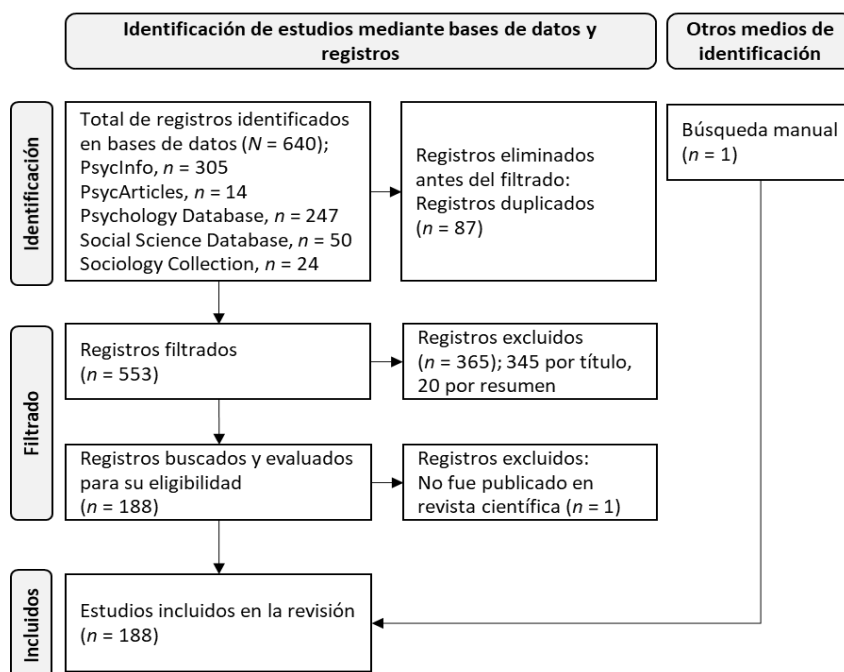 Identificación de estudios mediante bases de datos y
registros
Otros medios de
identificación
Identificación
Total de registros identificados
en bases de datos (N = 640);
PsycInfo, n = 305
PsycArticles, n = 14
Psychology Database, n = 247
Social Science Database, n = 50
Sociology Collection, n = 24
Registros eliminados
antes del filtrado:
Registros duplicados
(n = 87)
Búsqueda manual
(n = 1)
Filtrado
Registros filtrados
(n = 553)
Registros excluidos
(n = 365); 345 por título,
20 por resumen
Registros buscados y evaluados
para su eligibilidad
(n = 188)
Registros excluidos:
No fue publicado en
revista científica (n = 1)
Incluidos
Estudios incluidos en la revisión
(n = 188)